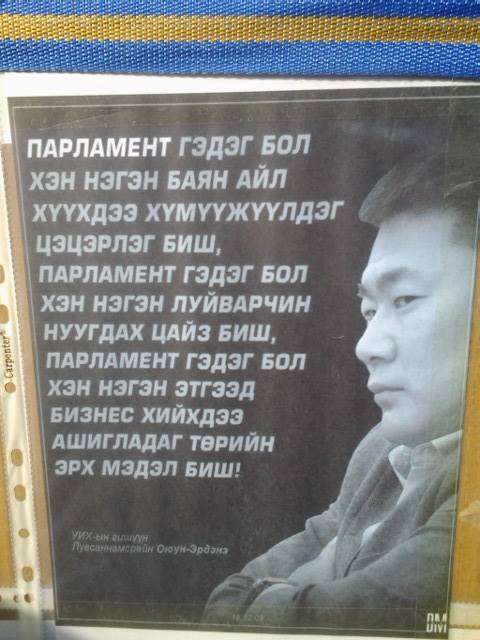 ПАРЛАМЕНТ ГЭДЭГ БОЛ
ХЭН НЭГЭН БАЯН АЙЛ
ХҮҮХДЭЭ ХҮМҮҮЖҮҮЛДЭГ
ЦЭЦЭРЛЭГ БИШ,
ПАРЛАМЕНТ ГЭДЭГ БОЛ
ХЭН НЭГЭН ЛУЙВАРЧИН
НУУГДАХ ЦАЙЗ БИШ,
ПАРЛАМЕНТ ГЭДЭГ БОЛ
ХЭН НЭГЭН ЭТГЭЭД
БИЗНЕС ХИЙХДЭЭ
АШИГЛАДАГ ТӨРИЙН
ЭРХ МЭДЭЛ БИШ!
УИХ-ын гишүүн
Лувсаннамсрайн Оюун-Эрдэнэ
DM
Carpenter